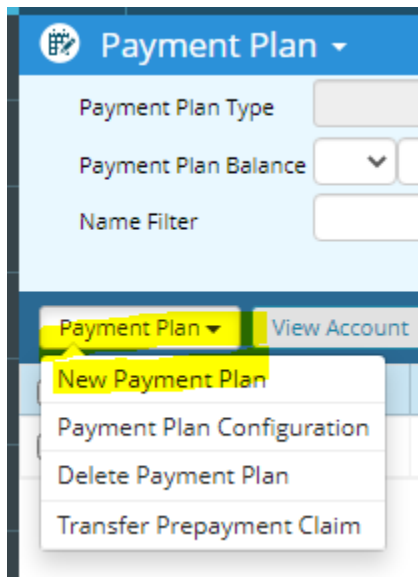 Payment Plan
Payment Plan Type
Payment Plan Balance
Name Filter
Payment Plan View Account
New Payment Plan
Payment Plan Configuration
Delete Payment Plan
Transfer Prepayment Claim